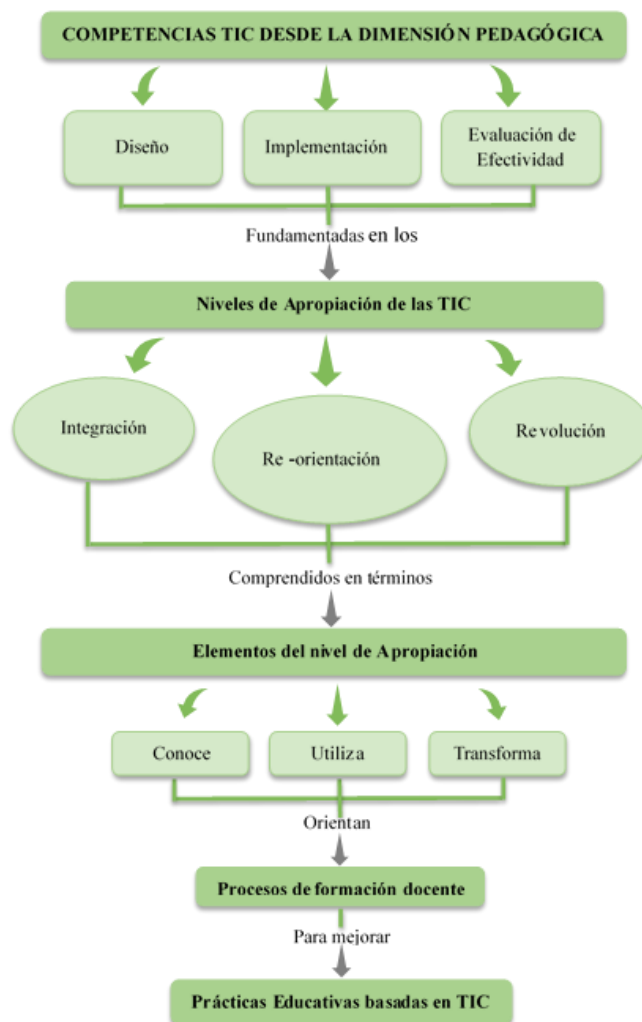 COMPETENCIAS TIC DESDE LA DIMENSIÓN PEDAGÓGICA
Diseño
Implementación
Evaluación de
Efectividad
Fundamentadas en los
Niveles de Apropiación de las TIC
Integración
Re -orientación
Revolución
Comprendidos en términos
Elementos del nivel de Apropiación
Conoce
Utiliza
Transforma
Orientan
Procesos de formación docente
Para mejorar
Prácticas Educativas basadas en TIC